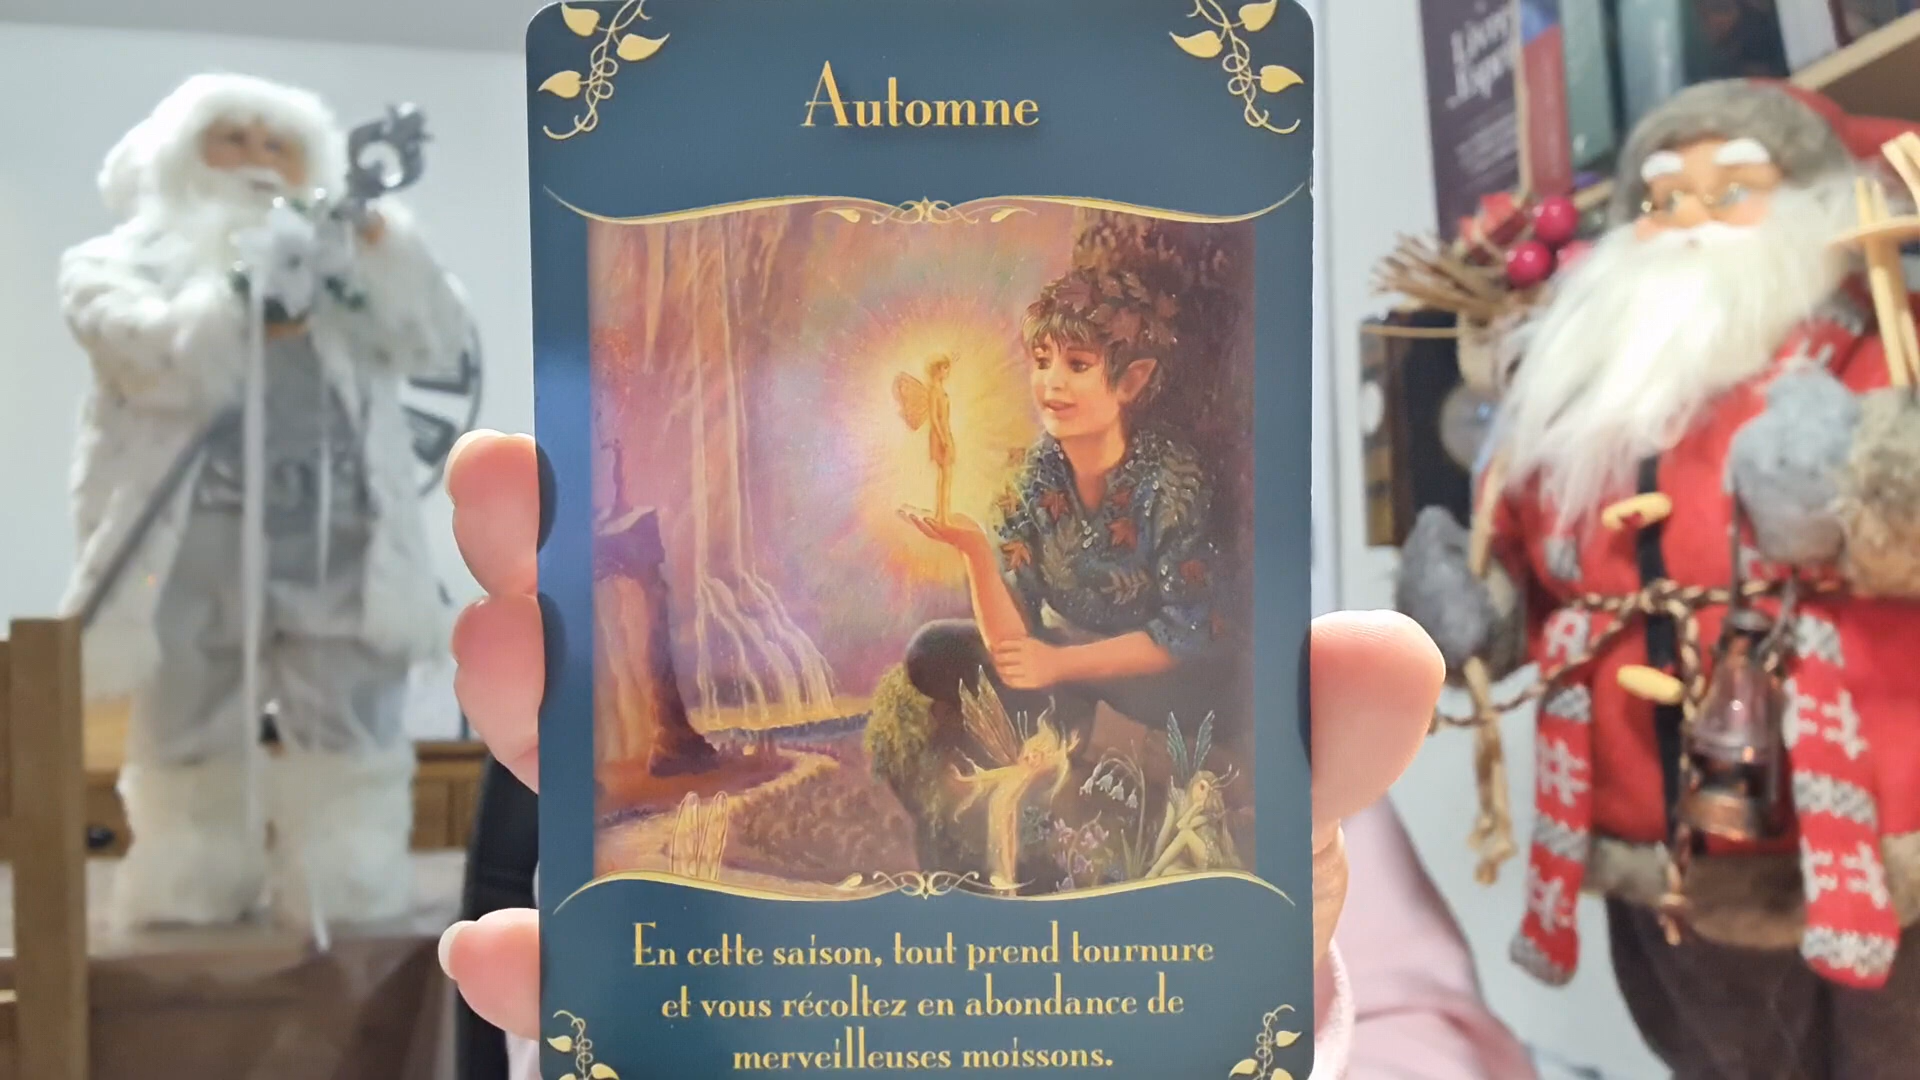 Automne
En cette saison, tout prend tournure
et vous récoltez en abondance de
merveilleuses moissons.